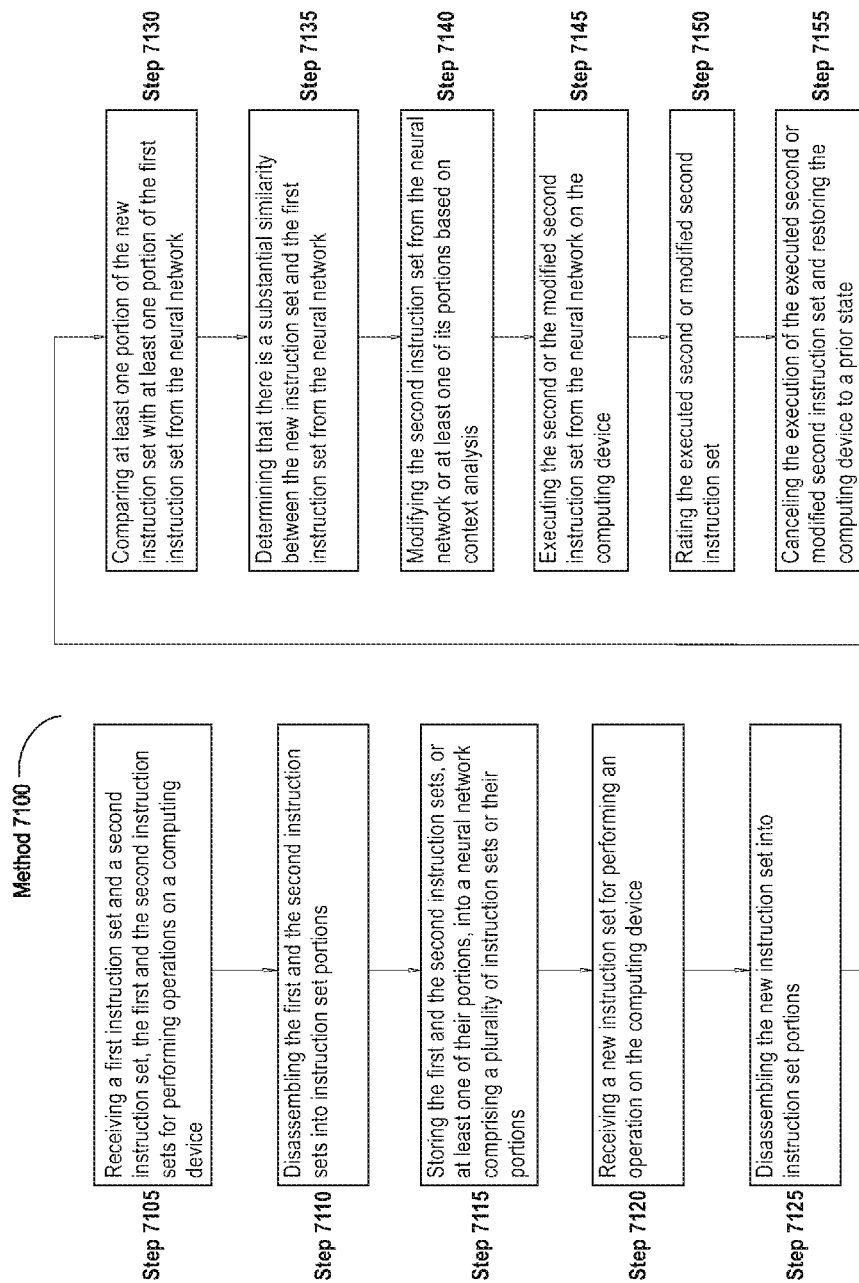 Method 7100
Step 7105
Receiving a first instruction set and a second
instruction set, the first and the second instruction
sets for performing operations on a computing
device
Step 7110
Disassembling the first and the second instruction
sets into instruction set portions
Step 7115
Storing the first and the second instruction sets, or
at least one of their portions, into a neural network
comprising a plurality of instruction sets or their
portions
Step 7120
Receiving a new instruction set for performing an
operation on the computing device
Step 7125
Disassembling the new instruction set into
instruction set portions
Comparing at least one portion of the new
instruction set with at least one portion of the first
instruction set from the neural network
Step 7130
Determining that there is a substantial similarity
between the new instruction set and the first
instruction set from the neural network
Step 7135
Modifying the second instruction set from the neural
network or at least one of its portions based on
context analysis
Step 7140
Executing the second or the modified second
instruction set from the neural network on the
computing device
Step 7145
Rating the executed second or modified second
instruction set
Step 7150
Canceling the execution of the executed second or
modified second instruction set and restoring the
computing device to a prior state
Step 7155